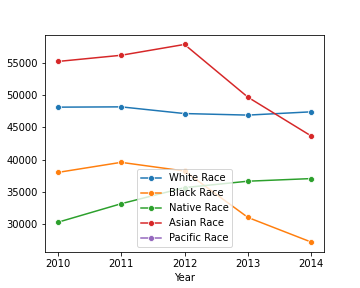 55000
50000
45000
40000
35000
30000
White Race
Black Race
Native Race
Asian Race
Pacific Race
2010 2011 2012 2013 2014
Year